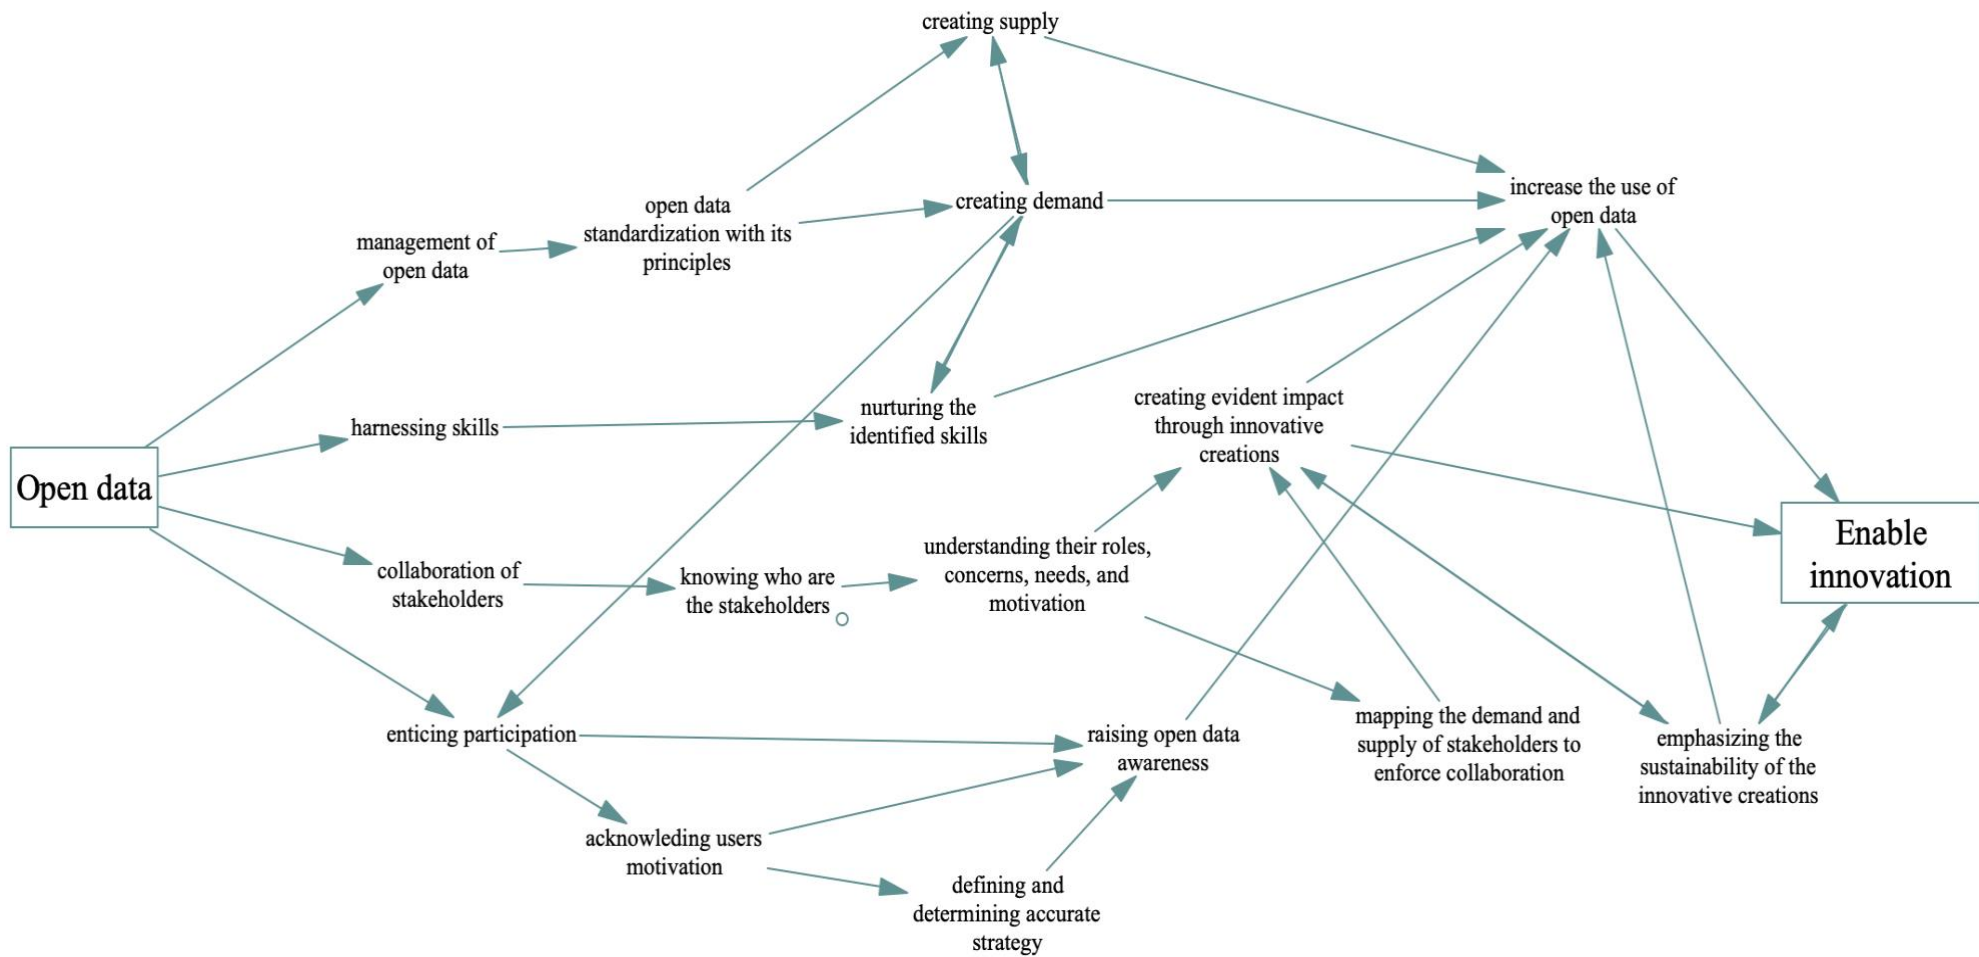 creating supply
increase the use of
open data
creating demand
open data
standardization with its
principles
management of
open data
creating evident impact
through innovative
creations
nurturing the
identified skills
harnessing skills
Open data
Enable
innovation
understanding their roles,
concerns, needs, and
motivation
collaboration of
stakeholders
knowing who are
the stakeholders
enticing participation
raising open data
awareness
mapping the demand and
supply of stakeholders to
enforce collaboration
emphasizing the
sustainability of the
innovative creations
acknowleding users
motivation
defining and
determining accurate
strategy